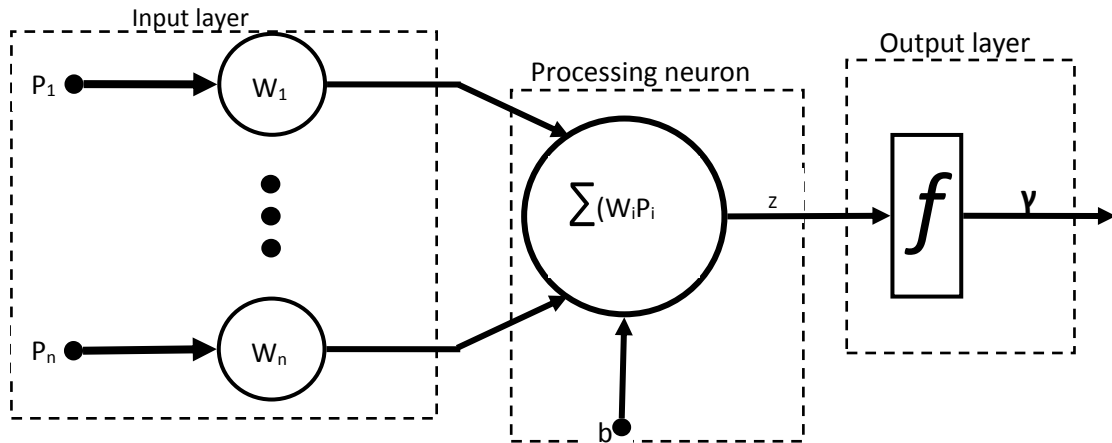 Input layer
Processing neuron
Output layer
P₁
W₁
∑(WᵢPᵢ
z
f
γ
Pₙ
Wₙ
b